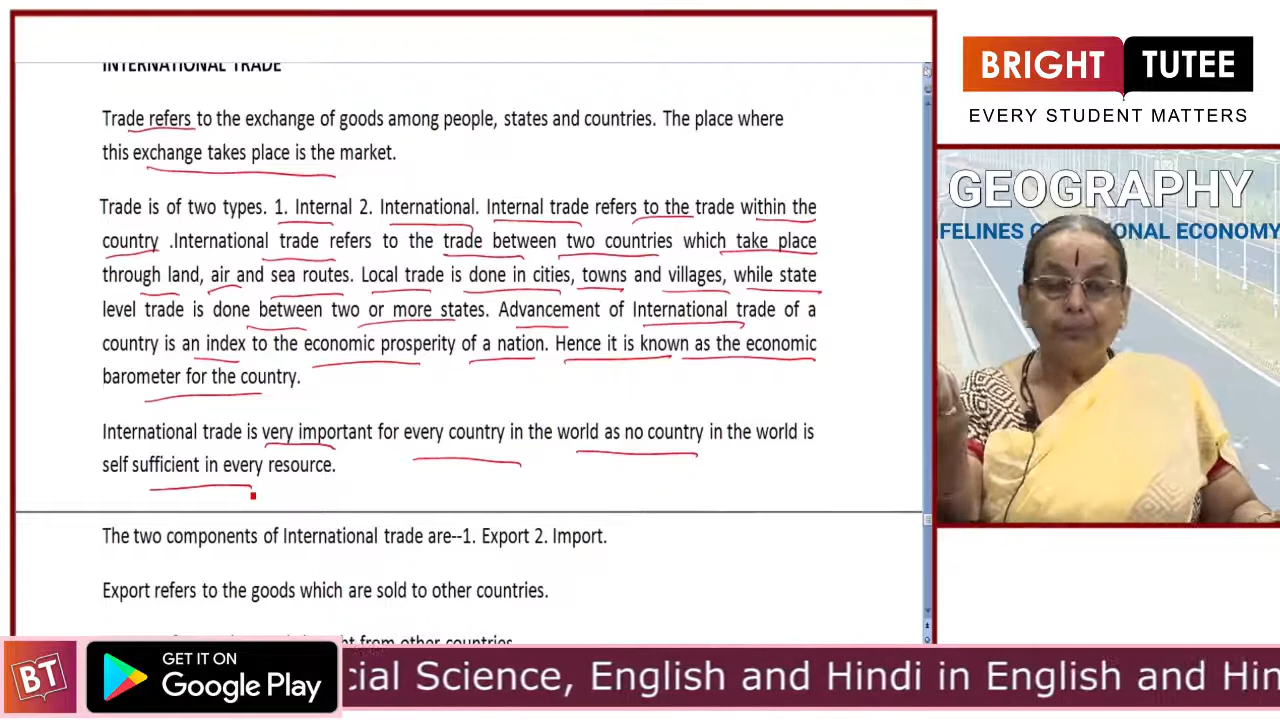 INTERNATIONAL TRADE
Trade refers to the exchange of goods among people, states and countries. The place where
this exchange takes place is the market.
Trade is of two types. 1. Internal 2. International. Internal trade refers to the trade within the
country .International trade refers to the trade between two countries which take place
through land, air and sea routes. Local trade is done in cities, towns and villages, while state
level trade is done between two or more states. Advancement of International trade of a
country is an index to the economic prosperity of a nation. Hence it is known as the economic
barometer for the country.
International trade is very important for every country in the world as no country in the world is
self sufficient in every resource.
The two components of International trade are--1. Export 2. Import.
Export refers to the goods which are sold to other countries.
from other countries.
BRIGHT TUTEE
EVERY STUDENT MATTERS
GEOGRAPHY
FELINES ECONOMY
BT
GET IT ON
Google Play
cial Science, English and Hindi in English and Hin